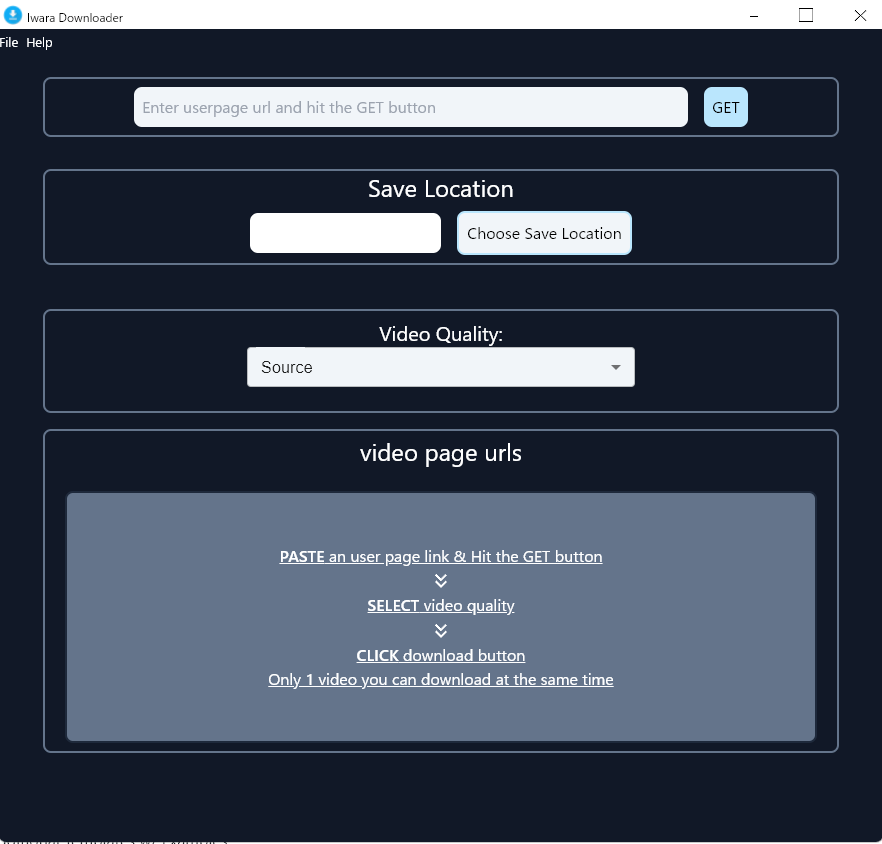 Iwara Downloader
File Help
Enter userpage url and hit the GET button GET
Save Location
Choose Save Location
Video Quality:
Source
video page urls
PASTE an user page link & Hit the GET button
SELECT video quality
CLICK download button
Only 1 video you can download at the same time